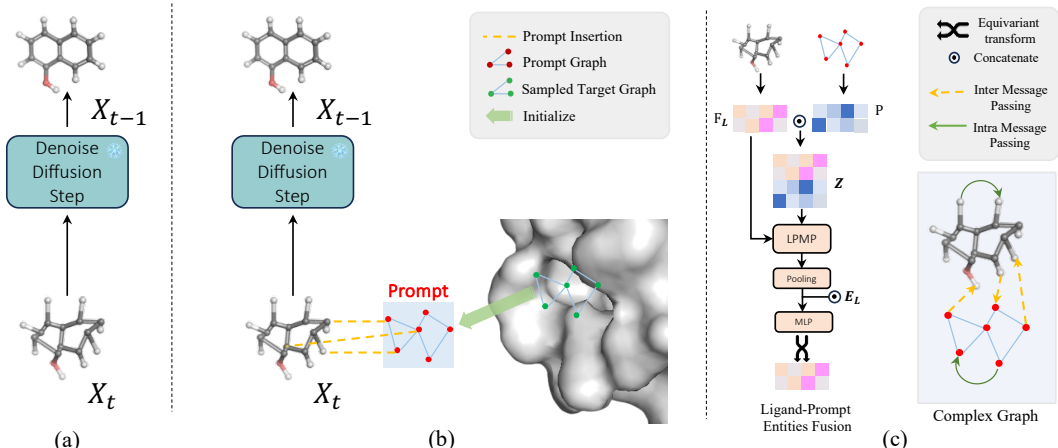 X_{t-1}
Denoise
Diffusion
Step
X_t
(a)
X_{t-1}
Denoise
Diffusion
Step
X_t
Prompt
Prompt Insertion
Prompt Graph
Sampled Target Graph
Initialize
(b)
F_L
P
Z
LPMP
Pooling
E_L
MLP
Ligand-Prompt
Entities Fusion
Equivariant
transform
Concatenate
Inter Message
Passing
Intra Message
Passing
Complex Graph
(c)